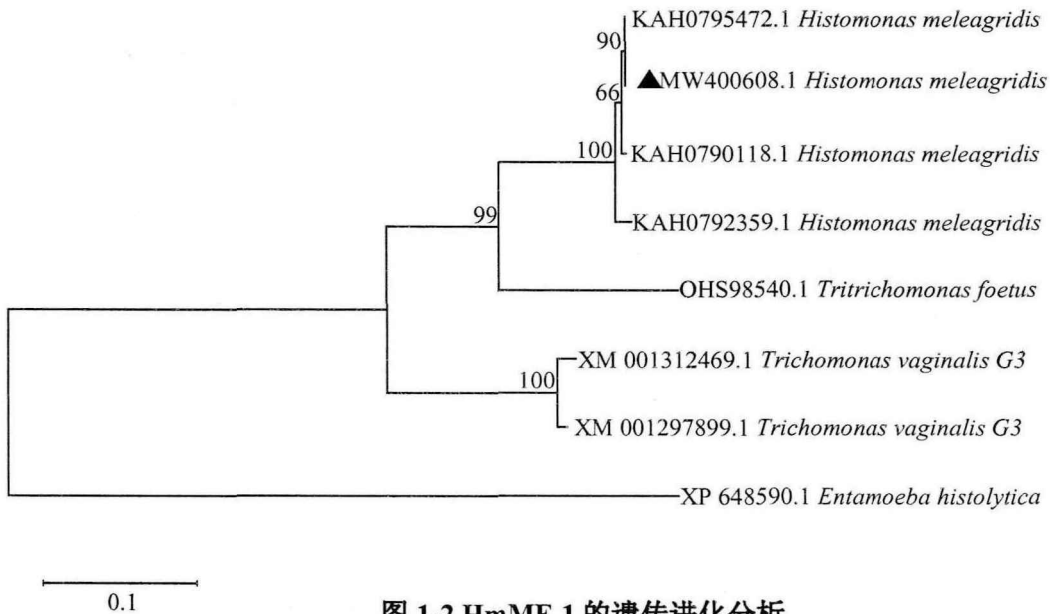 KAH0795472.1 Histomonas meleagridis
90
▲MW400608.1 Histomonas meleagridis
66
KAH0790118.1 Histomonas meleagridis
100
KAH0792359.1 Histomonas meleagridis
99
OHS98540.1 Tritrichomonas foetus
XM 001312469.1 Trichomonas vaginalis G3
100
XM 001297899.1 Trichomonas vaginalis G3
XP 648590.1 Entamoeba histolytica
0.1
图 1-2 HmME-1 的遗传进化分析